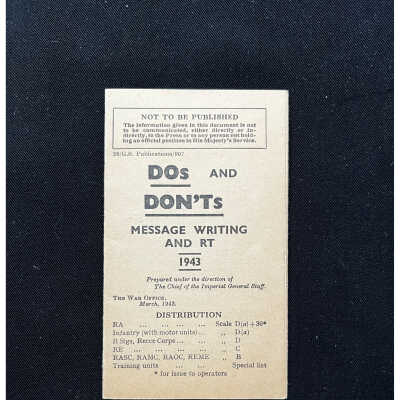 NOT TO BE PUBLISHED
The information given in this document is not
to be communicated, either directly or in-
directly, to the Press or to any person not hold-
ing an official position in His Majesty's Service.
26/G.S. Publications/907
DOs AND
DON'Ts
MESSAGE WRITING
AND RT
1943
Prepared under the direction of
The Chief of the Imperial General Staff.
THE WAR OFFICE,
March, 1943.
DISTRIBUTION
RA ... ... ... ... Scale D(a)+30*
Infantry (with motor units)... „ D(a)
R Sigs, Recce Corps ... ... „ D
RE ... ... ... ... „ C
RASC, RAMC, RAOC, REME „ B
Training units ... ... Special list
* for issue to operators